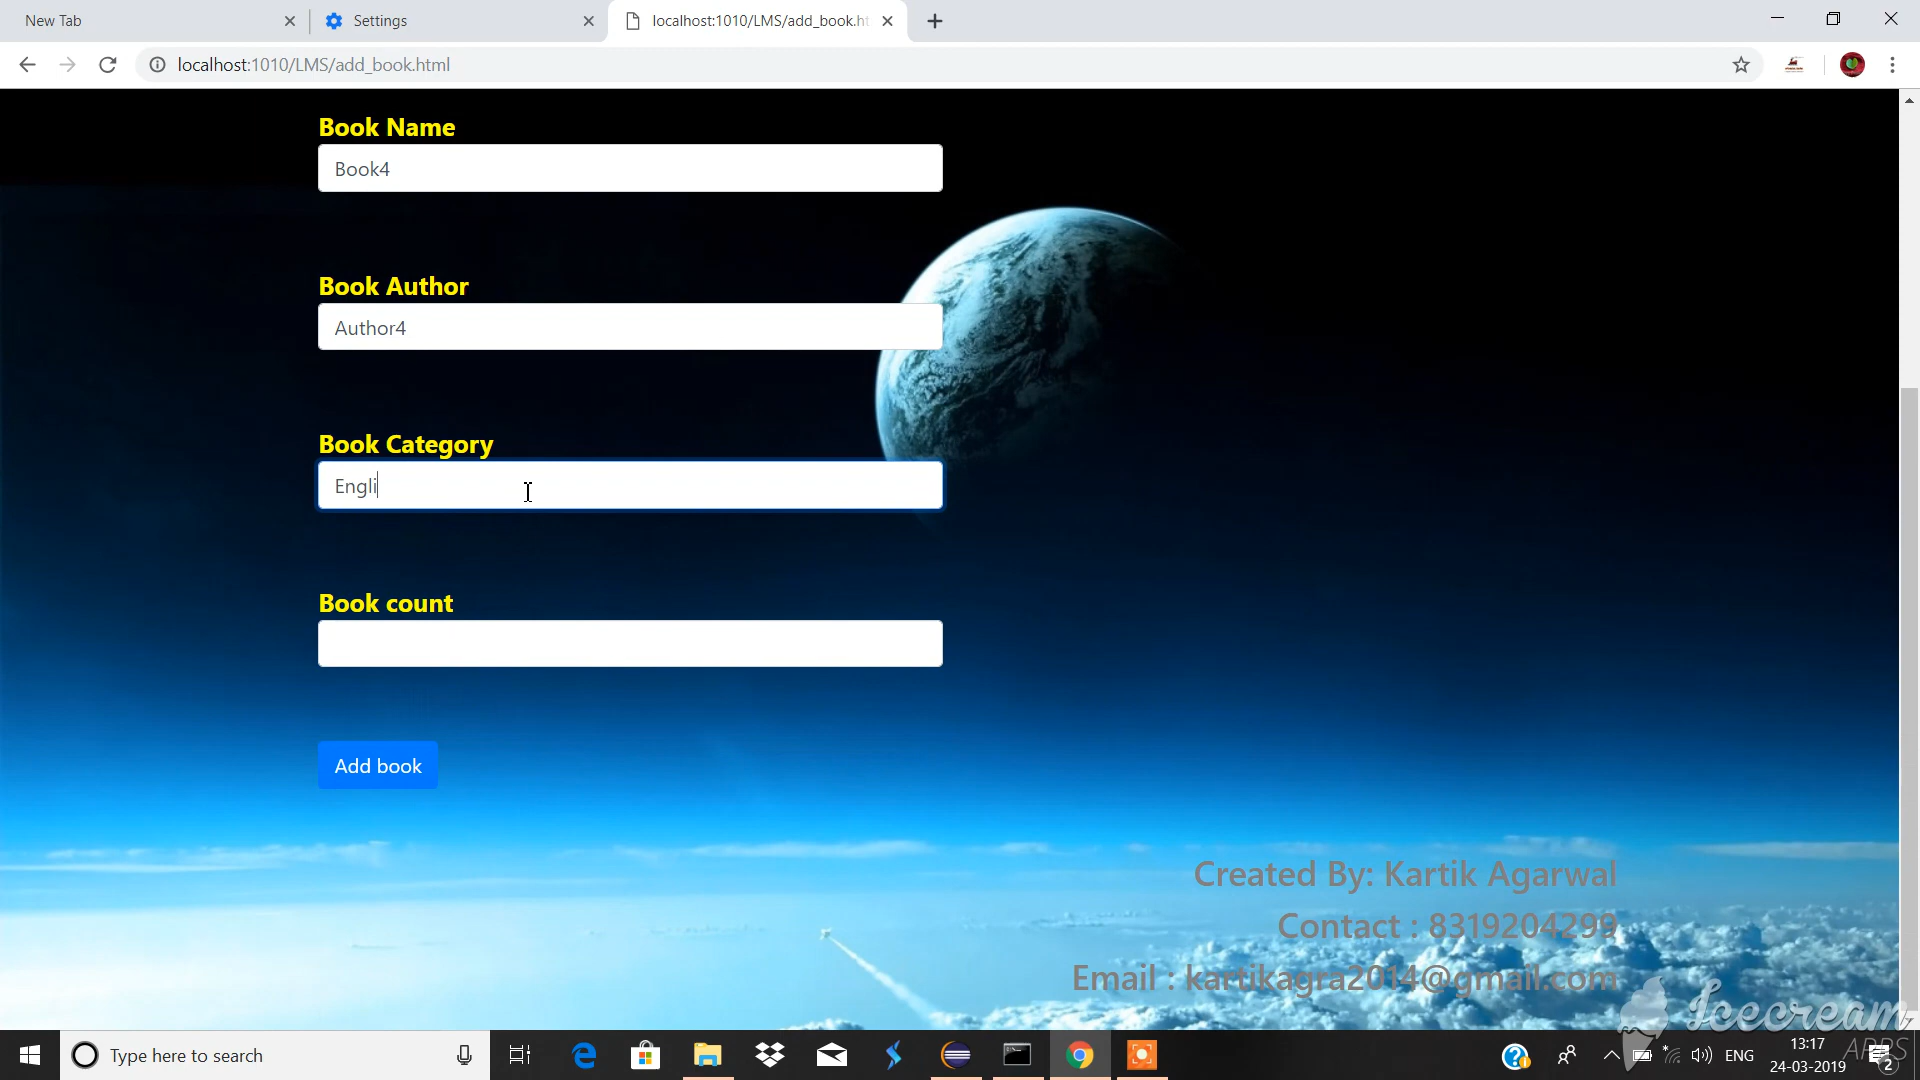 New Tab
Settings
localhost:1010/LMS/add_book.ht
localhost:1010/LMS/add_book.html
Book Name
Book4
Book Author
Author4
Book Category
Engli
Book count
Add book
Created By: Kartik Agarwal
Contact : 8319204299
Email : kartikagra2014@gmail.com
Icecream
APPS
Type here to search
ENG
13:17
24-03-2019
2